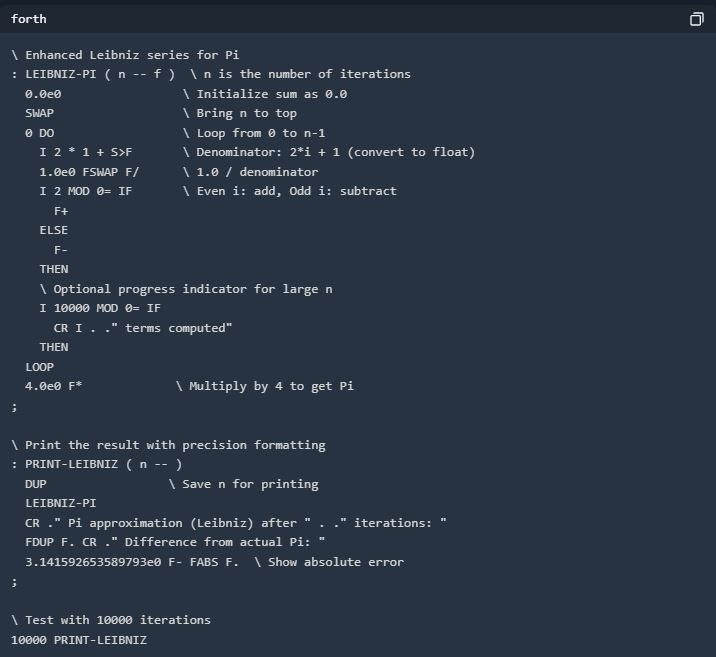 forth
\ Enhanced Leibniz series for Pi
: LEIBNIZ-PI ( n -- f )  \ n is the number of iterations
  0.0e0                \ Initialize sum as 0.0
  SWAP                 \ Bring n to top
  0 DO                 \ Loop from 0 to n-1
    I 2 * 1 + S>F      \ Denominator: 2*i + 1 (convert to float)
    1.0e0 FSWAP F/     \ 1.0 / denominator
    I 2 MOD 0= IF      \ Even i: add, Odd i: subtract
      F+
    ELSE
      F-
    THEN
    \ Optional progress indicator for large n
    I 10000 MOD 0= IF
      CR I . ." terms computed"
    THEN
  LOOP
  4.0e0 F*            \ Multiply by 4 to get Pi
;

\ Print the result with precision formatting
: PRINT-LEIBNIZ ( n -- )
  DUP                \ Save n for printing
  LEIBNIZ-PI
  CR ." Pi approximation (Leibniz) after " . ." iterations: "
  FDUP F. CR ." Difference from actual Pi: "
  3.141592653589793e0 F- FABS F.  \ Show absolute error
;

\ Test with 10000 iterations
10000 PRINT-LEIBNIZ